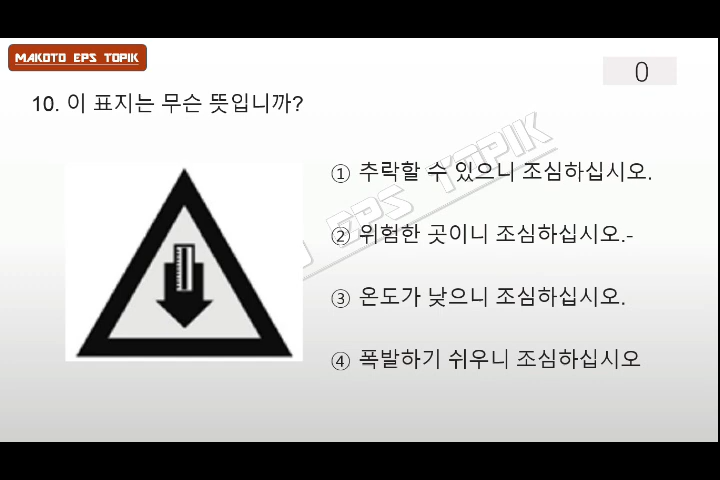 MAKOTO EPS TOPIK
0
10. 이 표지는 무슨 뜻입니까?
① 추락할 수 있으니 조심하십시오.
② 위험한 곳이니 조심하십시오.-
③ 온도가 낮으니 조심하십시오.
④ 폭발하기 쉬우니 조심하십시오
O EPS TOPIK